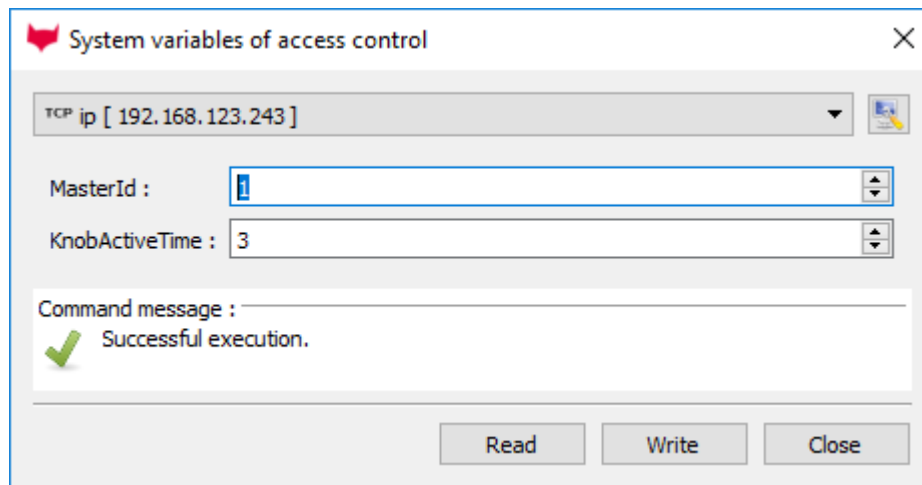 System variables of access control
TCP ip [ 192.168.123.243 ]
MasterId : 1
KnobActiveTime : 3
Command message :
Successful execution.
Read Write Close